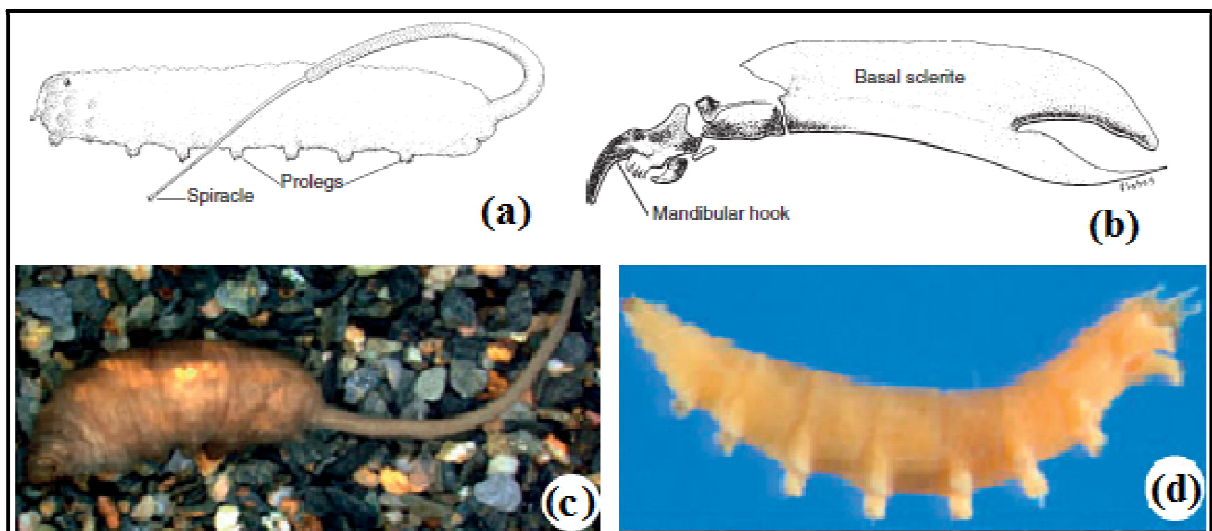 Basal sclerite
Prolegs
Spiracle
(a)
Mandibular hook
(b)
(c)
(d)